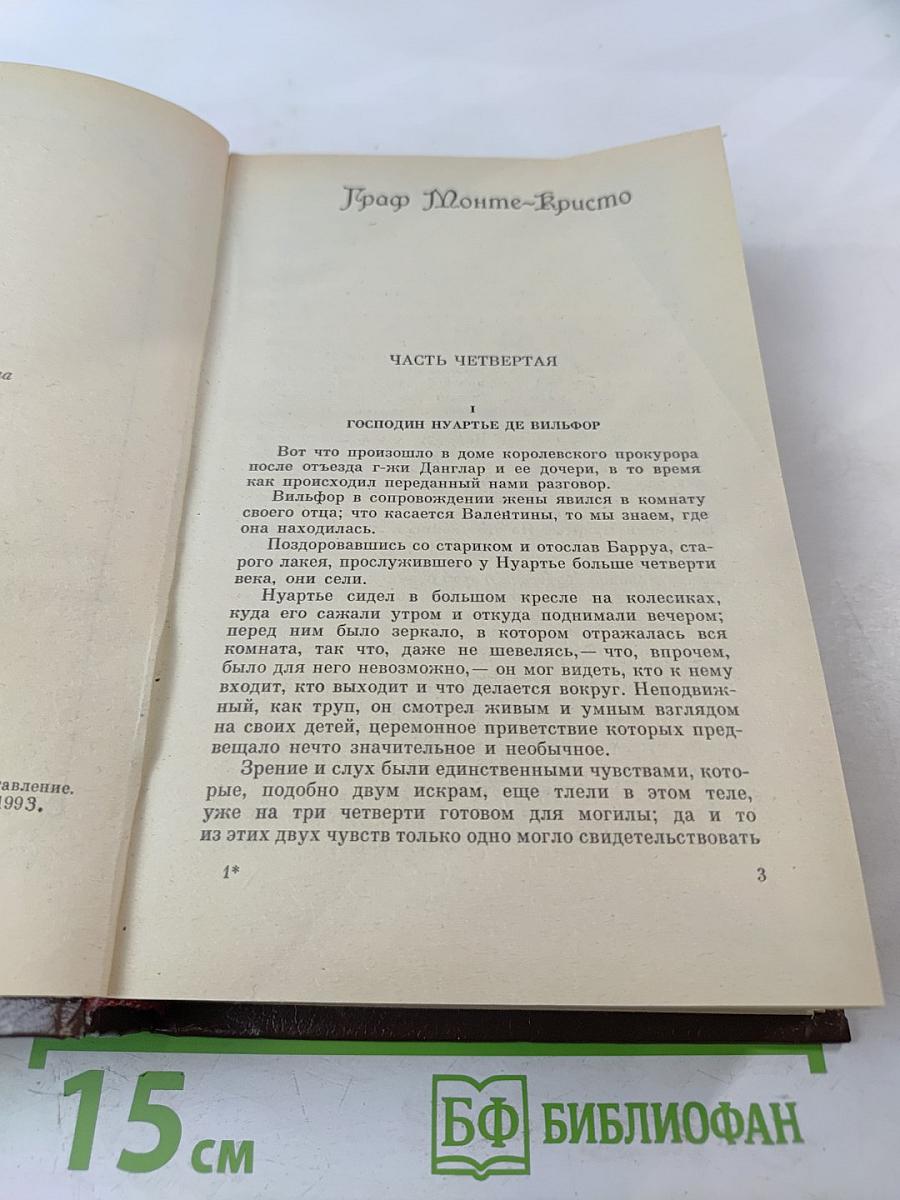 Граф Монте-Кристо
ЧАСТЬ ЧЕТВЕРТАЯ
I
ГОСПОДИН НУАРТЬЕ ДЕ ВИЛЬФОР
Вот что произошло в доме королевского прокурора
после отъезда г-жи Данглар и ее дочери, в то время
как происходил переданный нами разговор.
Вильфор в сопровождении жены явился в комнату
своего отца; что касается Валентины, то мы знаем, где
она находилась.
Поздоровавшись со стариком и отослав Барруа, ста-
рого лакея, прослужившего у Нуартье больше четверти
века, они сели.
Нуартье сидел в большом кресле на колесиках,
куда его сажали утром и откуда поднимали вечером;
перед ним было зеркало, в котором отражалась вся
комната, так что, даже не шевелясь,— что, впрочем,
было для него невозможно,— он мог видеть, кто к нему
входит, кто выходит и что делается вокруг. Неподвиж-
ный, как труп, он смотрел живым и умным взглядом
на своих детей, церемонное приветствие которых пред-
вещало нечто значительное и необычное.
Зрение и слух были единственными чувствами, кото-
рые, подобно двум искрам, еще тлели в этом теле,
уже на три четверти готовом для могилы; да и то
из этих двух чувств только одно могло свидетельствовать
1*
3
1993.
15 см
БФ БИБЛИОФАН